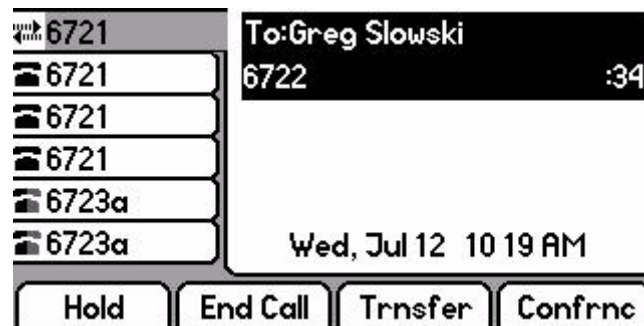 6721
6721
6721
6721
6723a
6723a
To:Greg Slowski
6722 :34
Wed, Jul 12 10 19 AM
Hold End Call Trnsfer Confrnc